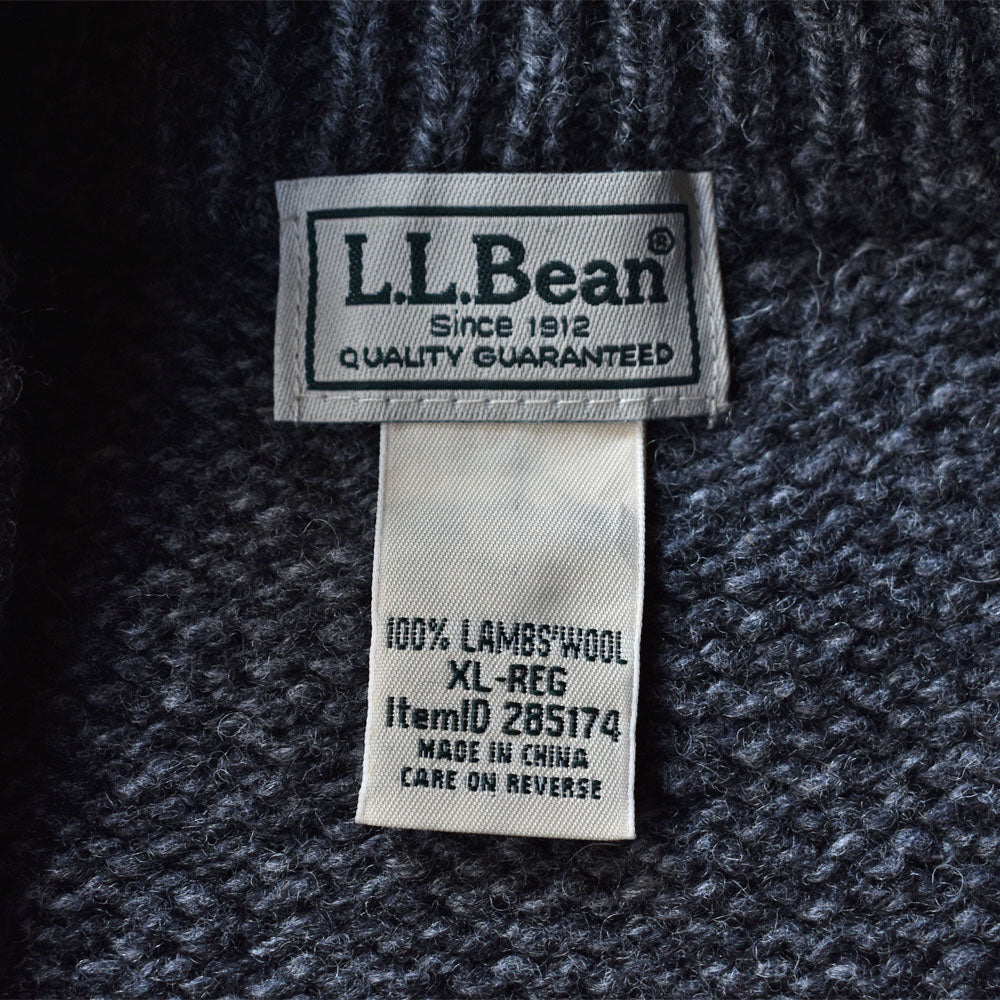 L.L.Bean®
Since 1912
QUALITY GUARANTEED
100% LAMBS'WOOL
XL-REG
ItemID 285174
MADE IN CHINA
CARE ON REVERSE